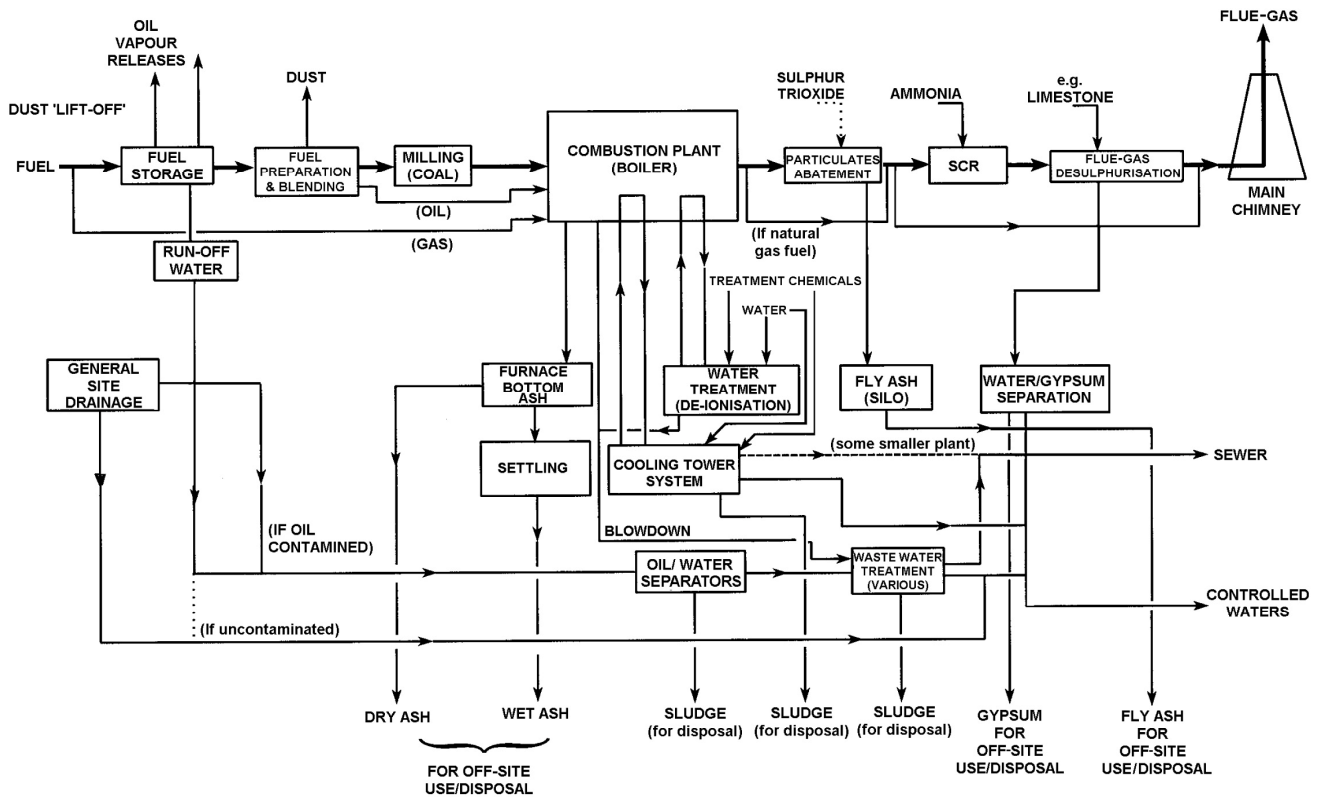 FLUE-GAS
OIL
VAPOUR
RELEASES
DUST
SULPHUR
TRIOXIDE
AMMONIA
e.g.
LIMESTONE
DUST 'LIFT-OFF'
FUEL
FUEL
STORAGE
FUEL
PREPARATION
& BLENDING
MILLING
(COAL)
COMBUSTION PLANT
(BOILER)
PARTICULATES
ABATEMENT
SCR
FLUE-GAS
DESULPHURISATION
MAIN
CHIMNEY
(OIL)
(GAS)
(If natural
gas fuel)
RUN-OFF
WATER
TREATMENT CHEMICALS
WATER
GENERAL
SITE
DRAINAGE
FURNACE
BOTTOM
ASH
WATER
TREATMENT
(DE-IONISATION)
FLY ASH
(SILO)
WATER/GYPSUM
SEPARATION
(some smaller plant)
SEWER
SETTLING
COOLING TOWER
SYSTEM
(IF OIL
CONTAMINED)
BLOWDOWN
OIL/ WATER
SEPARATORS
WASTE WATER
TREATMENT
(VARIOUS)
CONTROLLED
WATERS
(If uncontaminated)
DRY ASH
WET ASH
SLUDGE
(for disposal)
SLUDGE
(for disposal)
SLUDGE
(for disposal)
GYPSUM
FOR
OFF-SITE
USE/DISPOSAL
FLY ASH
FOR
OFF-SITE
USE/DISPOSAL
FOR OFF-SITE
USE/DISPOSAL